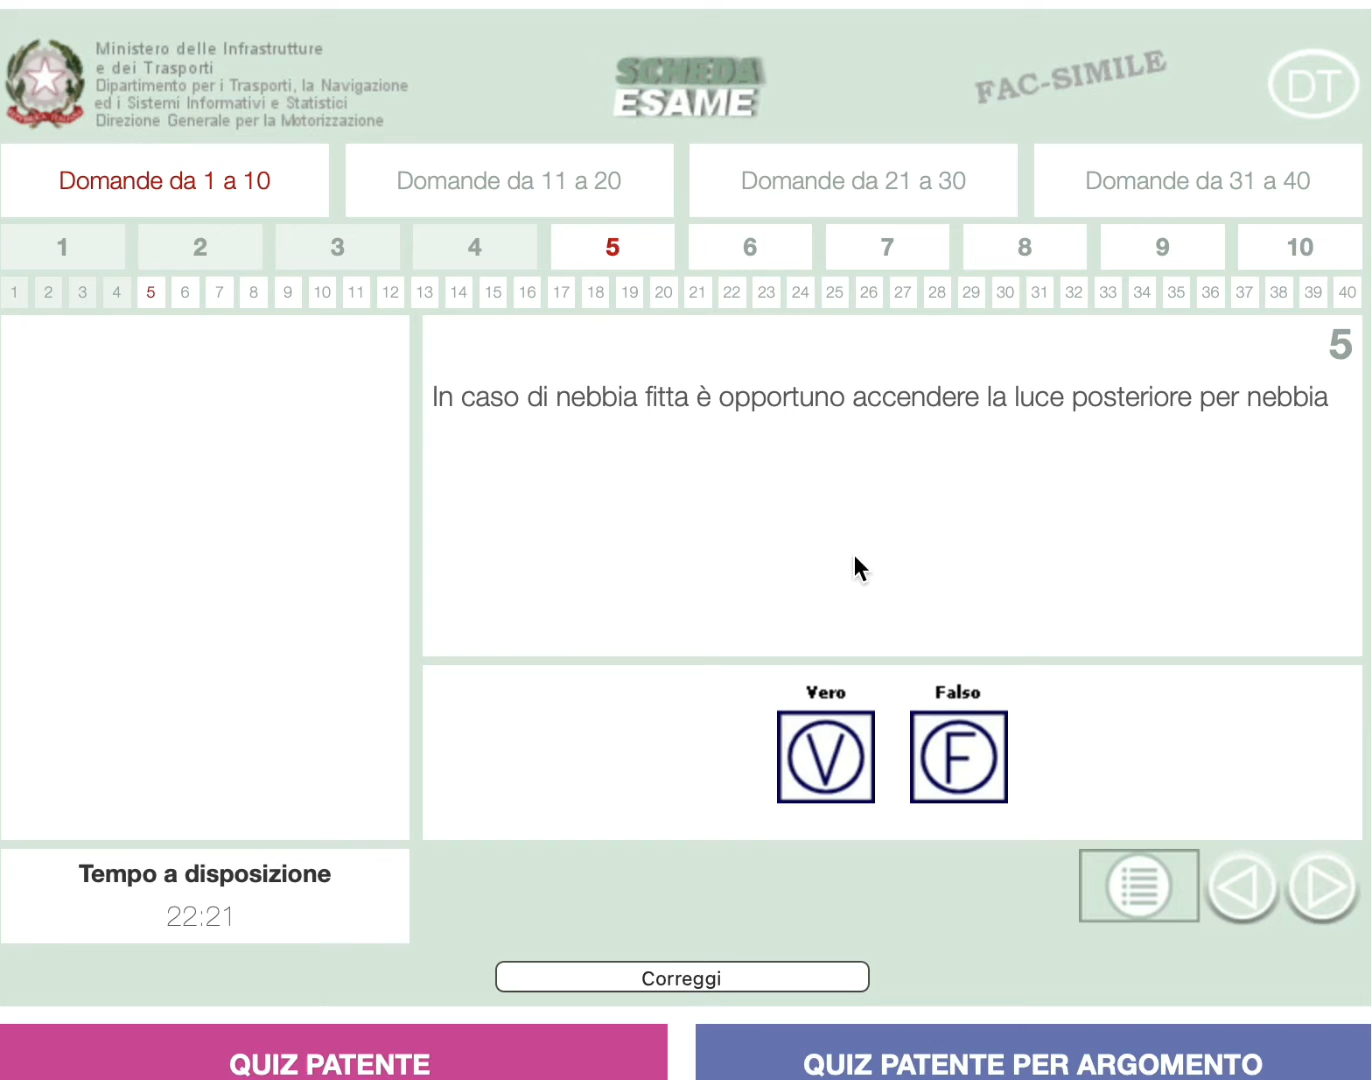 Ministero delle Infrastrutture
e dei Trasporti
Dipartimento per i Trasporti, la Navigazione
ed i Sistemi Informativi e Statistici
Direzione Generale per la Motorizzazione
SCHEDA
ESAME
FAC-SIMILE
DT
Domande da 1 a 10
Domande da 11 a 20
Domande da 21 a 30
Domande da 31 a 40
1 2 3 4 5 6 7 8 9 10
1 2 3 4 5 6 7 8 9 10 11 12 13 14 15 16 17 18 19 20 21 22 23 24 25 26 27 28 29 30 31 32 33 34 35 36 37 38 39 40
5
In caso di nebbia fitta è opportuno accendere la luce posteriore per nebbia
Vero Falso
V F
Tempo a disposizione
22:21
Correggi
QUIZ PATENTE
QUIZ PATENTE PER ARGOMENTO